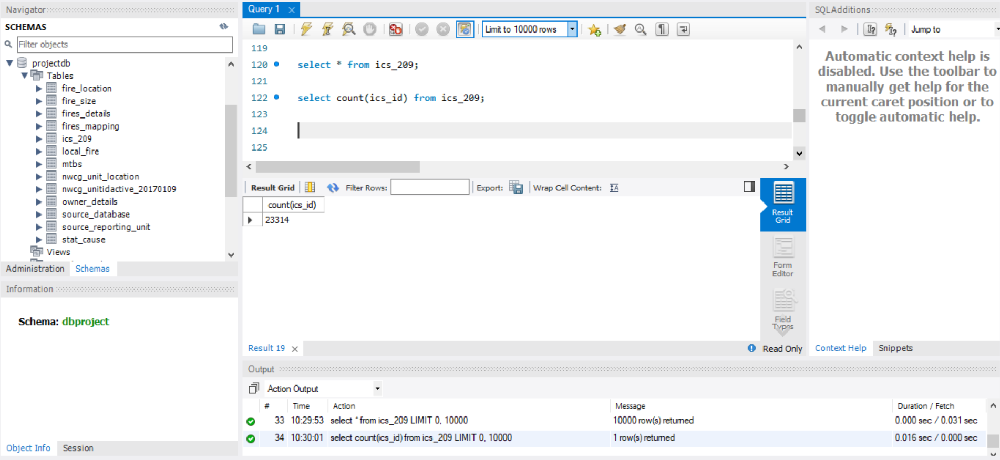 Navigator
SCHEMAS
Filter objects
projectdb
Tables
fire_location
fire_size
fires_details
fires_mapping
ics_209
local_fire
mtbs
nwcg_unit_location
nwcg_unitidactive_20170109
owner_details
source_database
source_reporting_unit
stat_cause
Views
Administration Schemas
Information
Schema: dbproject
Object Info Session
Query 1
Limit to 10000 rows
119
120 select * from ics_209;
121
122 select count(ics_id) from ics_209;
123
124
125
Result Grid Filter Rows: Export: Wrap Cell Content:
count(ics_id)
23314
Result
Grid
Form
Editor
Field
Types
Result 19 Read Only
Output
Action Output
# Time Action Message Duration / Fetch
33 10:29:53 select * from ics_209 LIMIT 0, 10000 10000 row(s) returned 0.000 sec / 0.031 sec
34 10:30:01 select count(ics_id) from ics_209 LIMIT 0, 10000 1 row(s) returned 0.016 sec / 0.000 sec
SQLAdditions
Jump to
Automatic context help is
disabled. Use the toolbar to
manually get help for the
current caret position or to
toggle automatic help.
Context Help Snippets